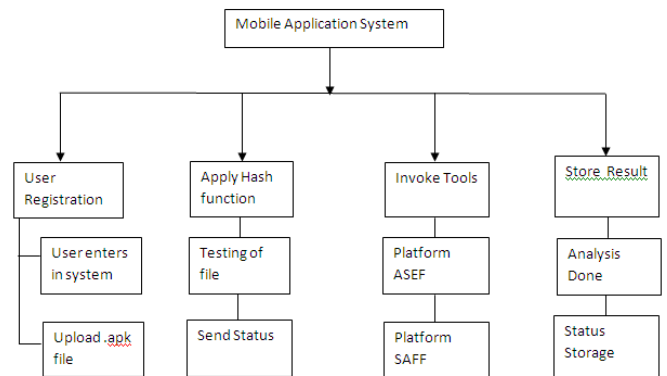 Mobile Application System
User
Registration
Apply Hash
function
Invoke Tools
Store Result
User enters
in system
Testing of
file
Platform
ASEF
Analysis
Done
Upload .apk
file
Send Status
Platform
SAFF
Status
Storage